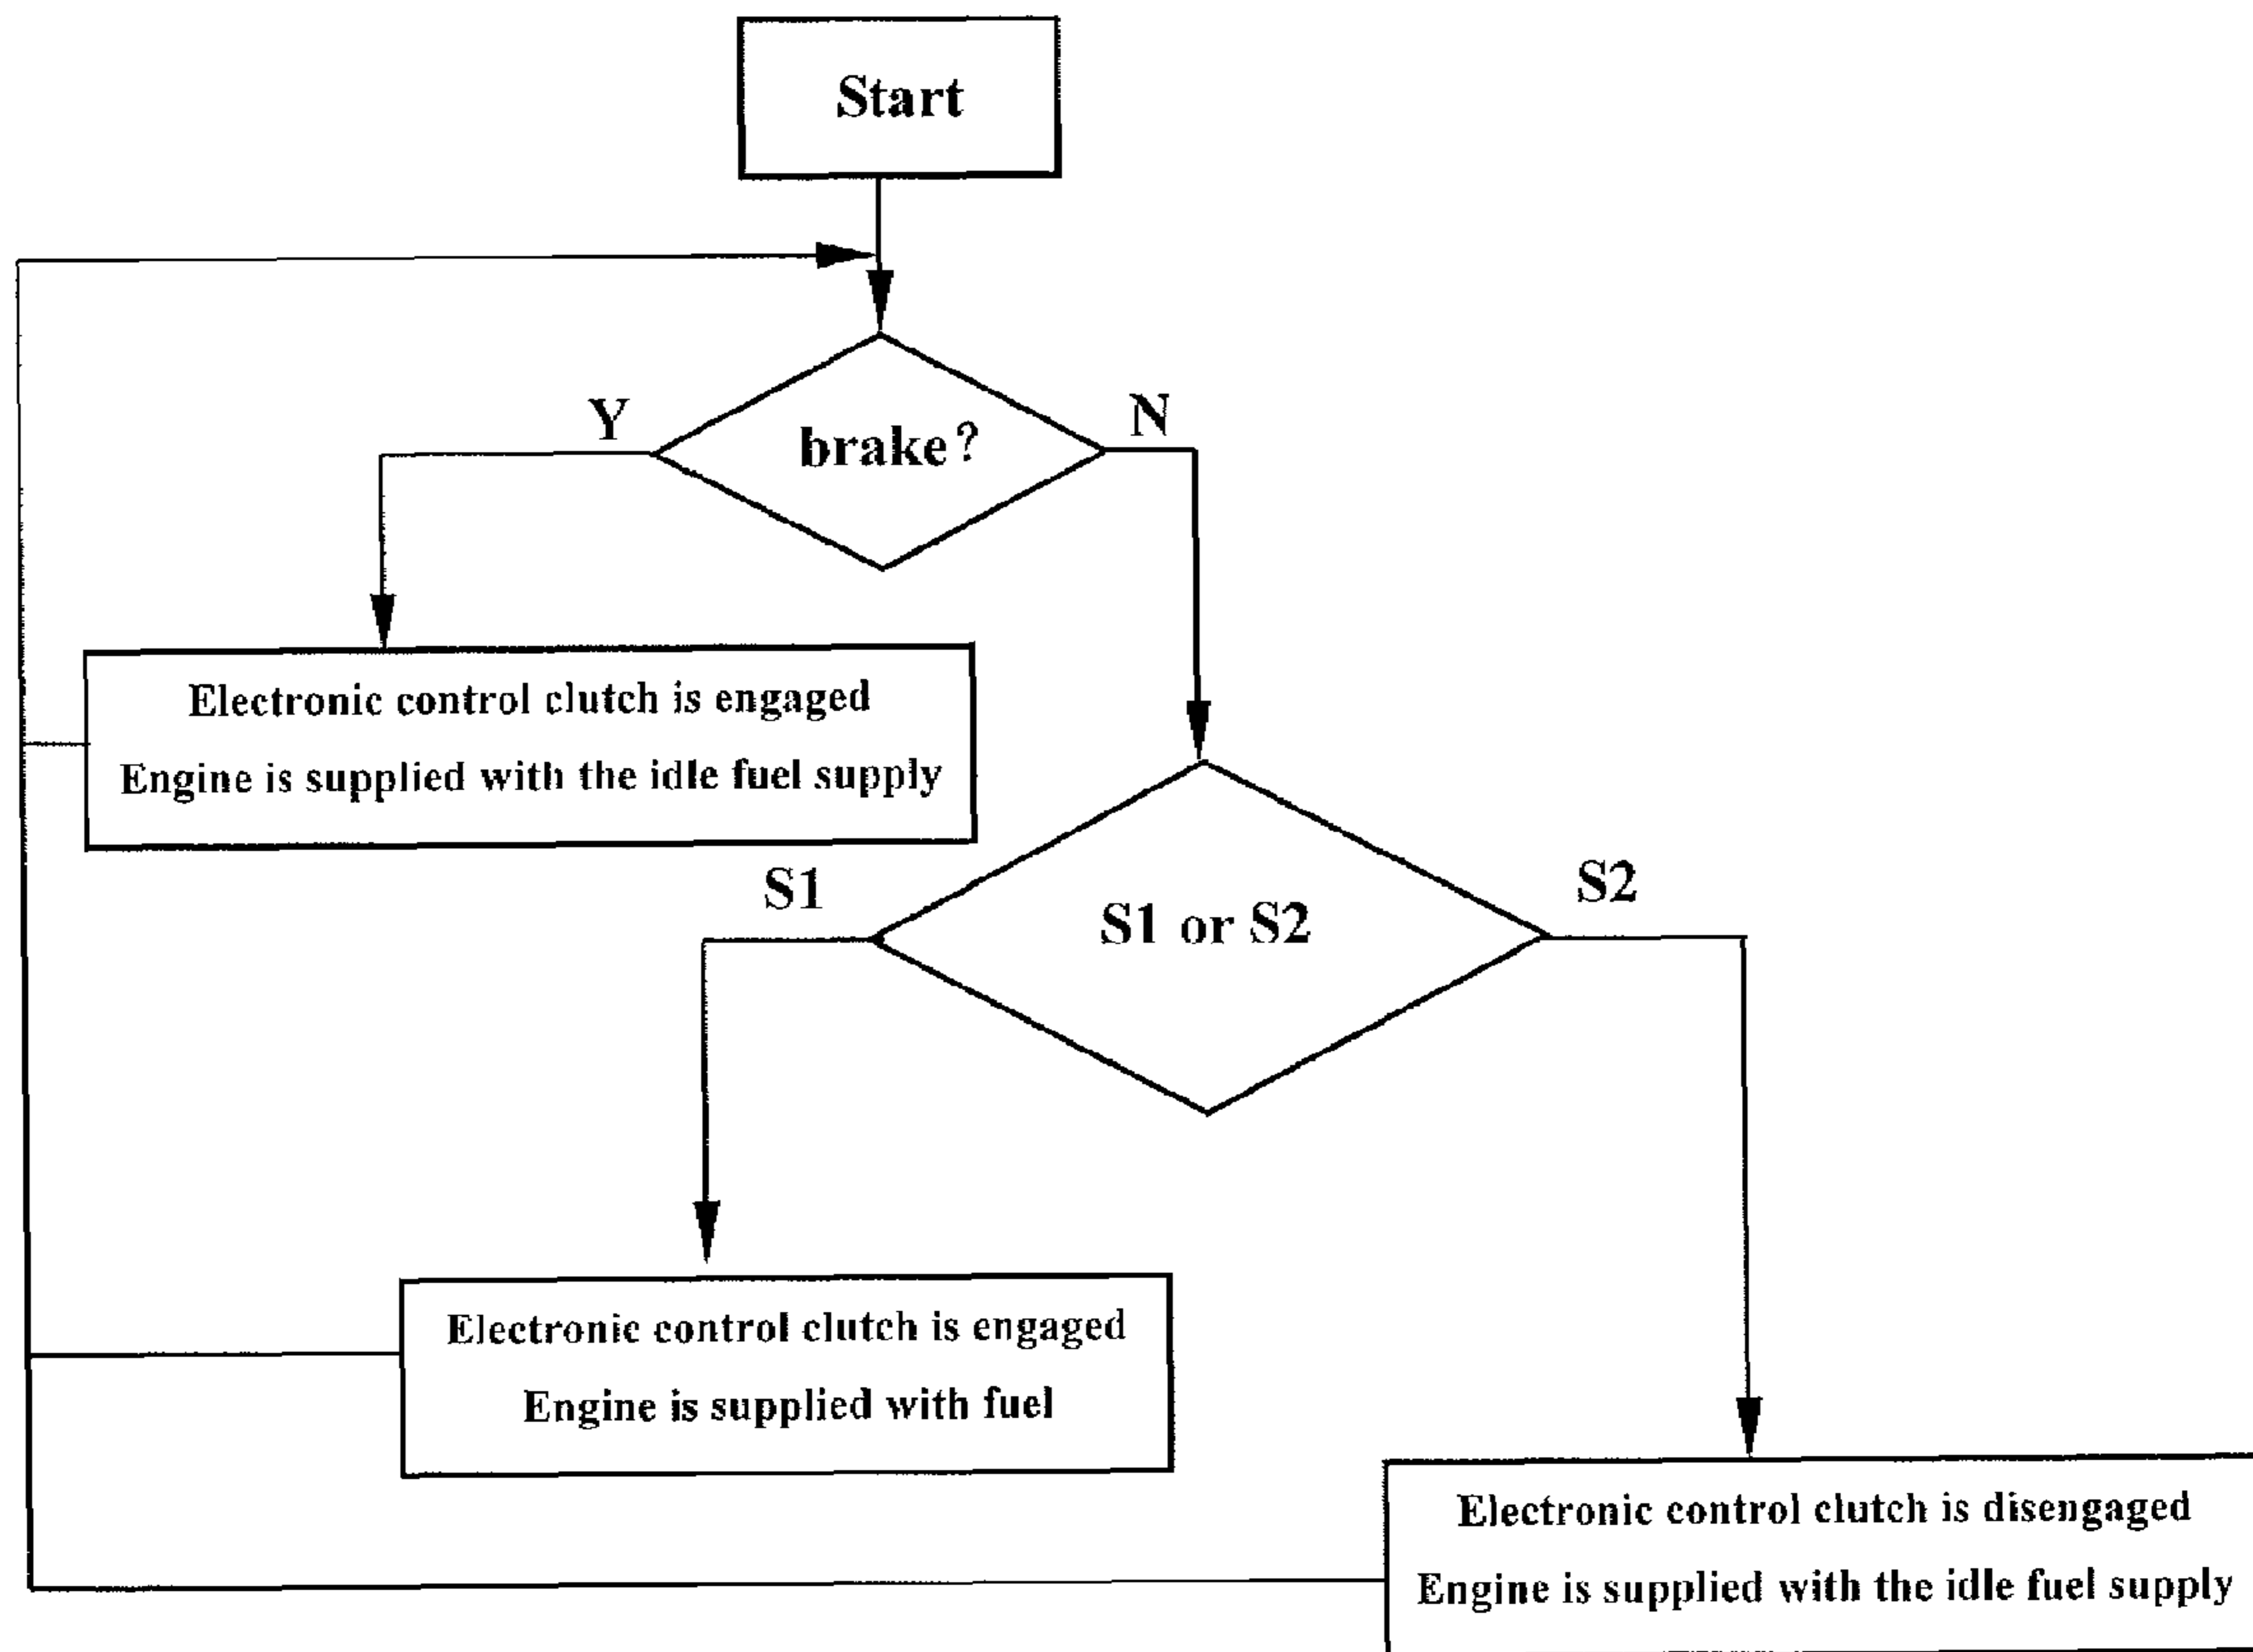 Start
Y
N
brake?
Electronic control clutch is engaged
Engine is supplied with the idle fuel supply
S1
S1 or S2
S2
Electronic control clutch is engaged
Engine is supplied with fuel
Electronic control clutch is disengaged
Engine is supplied with the idle fuel supply